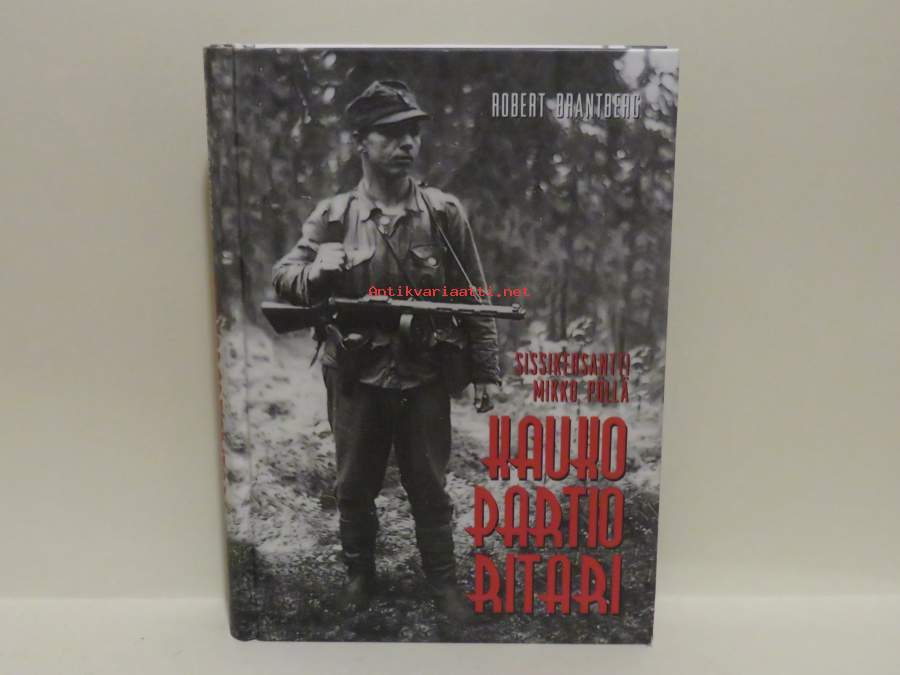 ROBERT BRANTBERG
Antikvariaatti.net
SISSIKERSANTTI
MIKKO PÖLLÄ
KAUKO
PARTIO
RITARI